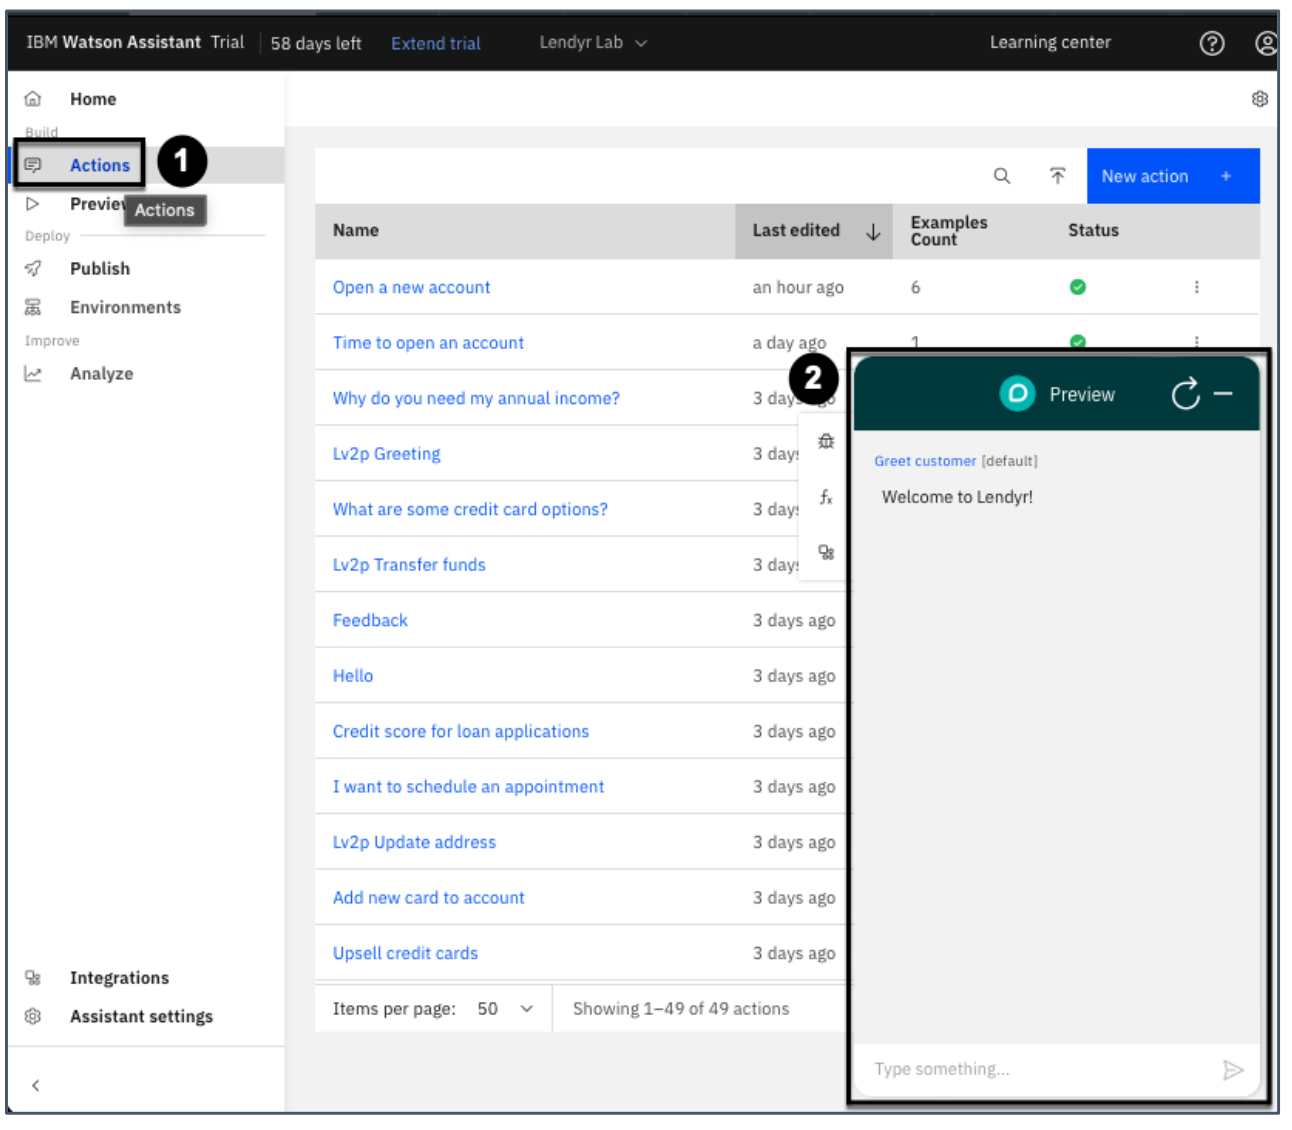 IBM Watson Assistant Trial 58 days left Extend trial Lendyr Lab Learning center
Home
Build
Actions 1
Preview
Actions
Deploy
Publish
Environments
Improve
Analyze
Integrations
Assistant settings
New action +
Name Last edited Examples Count Status
Open a new account an hour ago 6
Time to open an account a day ago 1
Why do you need my annual income? 3 days ago
Lv2p Greeting 3 days
What are some credit card options? 3 days
Lv2p Transfer funds 3 days
Feedback 3 days ago
Hello 3 days ago
Credit score for loan applications 3 days ago
I want to schedule an appointment 3 days ago
Lv2p Update address 3 days ago
Add new card to account 3 days ago
Upsell credit cards 3 days ago
Items per page: 50 Showing 1–49 of 49 actions
2
Preview
fx
Greet customer [default]
Welcome to Lendyr!
Type something...